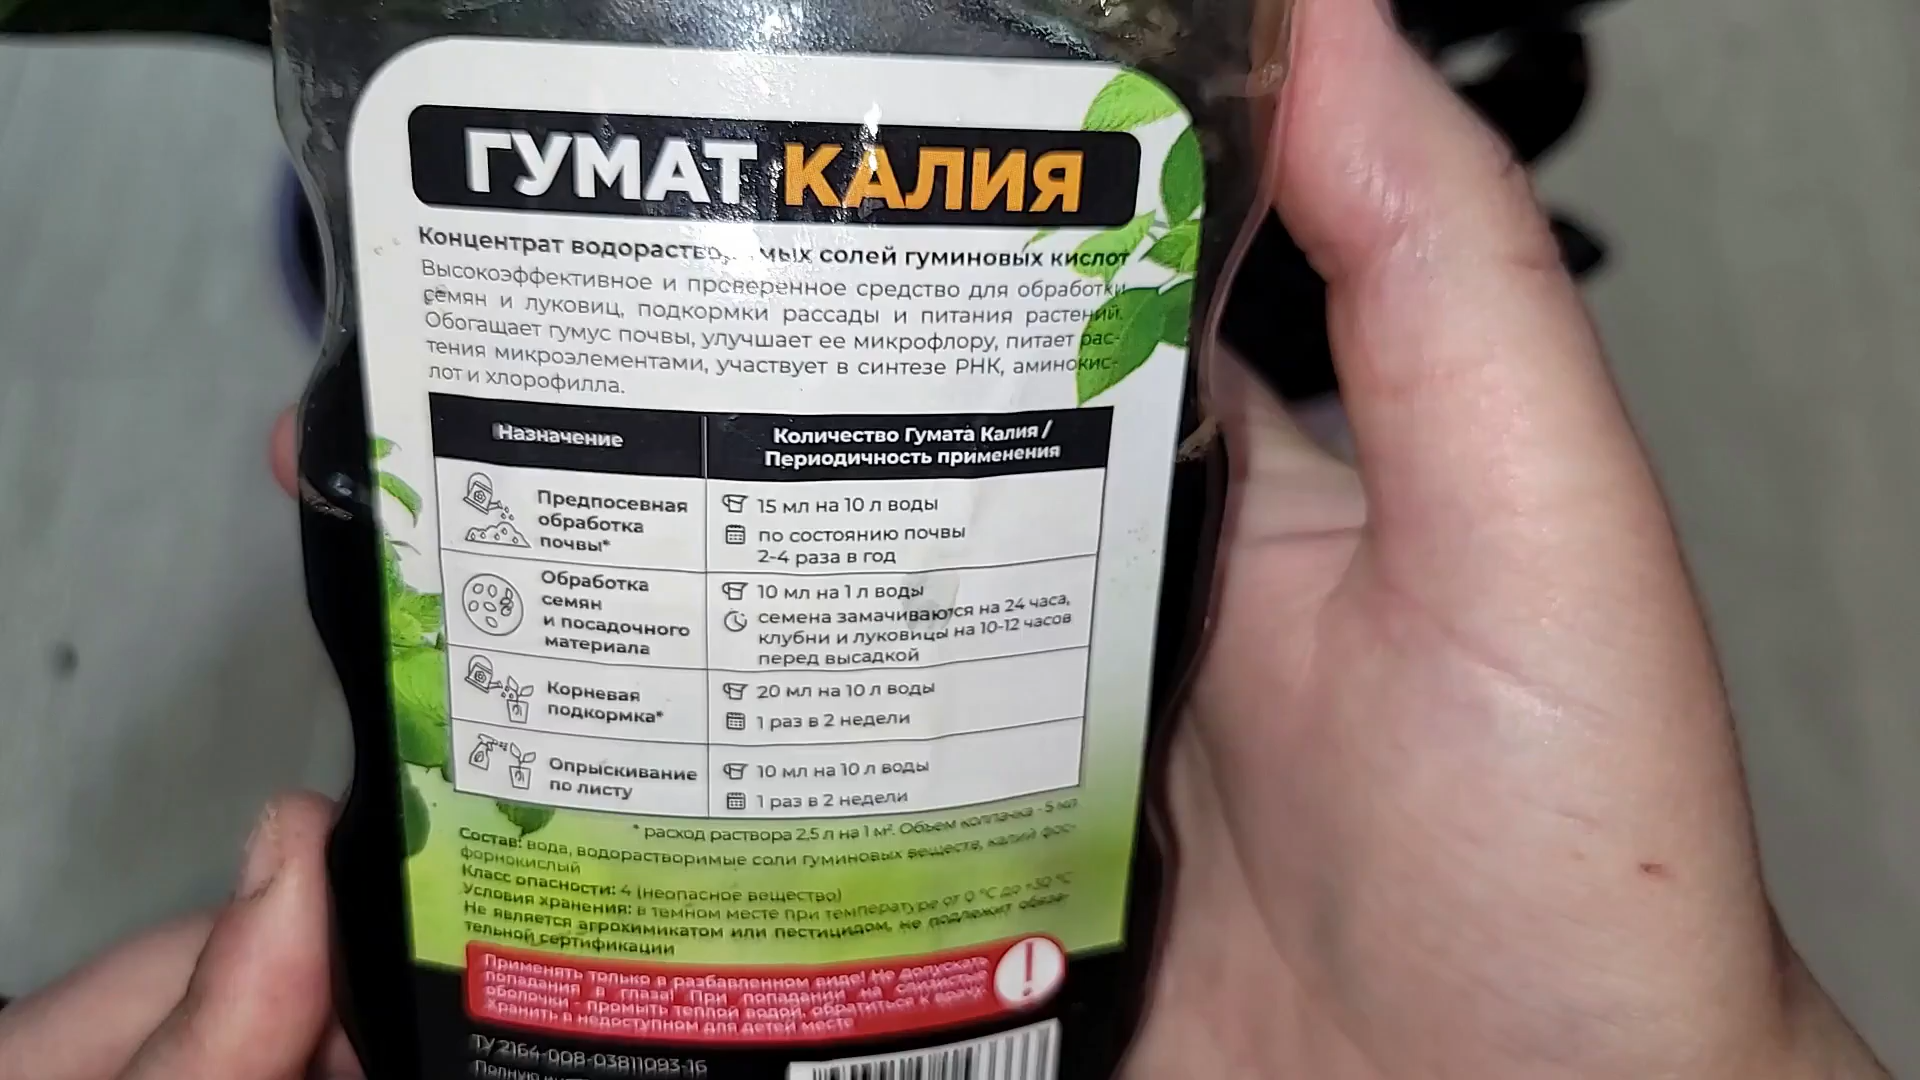 ГУМАТ КАЛИЯ
Концентрат водорастворимых солей гуминовых кислот
Высокоэффективное и проверенное средство для обработки
семян и луковиц, подкормки рассады и питания растений.
Обогащает гумус почвы, улучшает ее микрофлору, питает рас-
тения микроэлементами, участвует в синтезе РНК, аминокис-
лот и хлорофилла.
Назначение
Количество Гумата Калия /
Периодичность применения
Предпосевная
обработка
почвы*
15 мл на 10 л воды
по состоянию почвы
2-4 раза в год
Обработка
семян
и посадочного
материала
10 мл на 1 л воды
семена замачиваются на 24 часа,
клубни и луковицы на 10-12 часов
перед высадкой
Корневая
подкормка*
20 мл на 10 л воды
1 раз в 2 недели
Опрыскивание
по листу
10 мл на 10 л воды
1 раз в 2 недели
* расход раствора 2,5 л на 1 м². Объем колпачка - 5 мл
Состав: вода, водорастворимые соли гуминовых веществ, калий фос-
форнокислый
Класс опасности: 4 (неопасное вещество)
Условия хранения: в темном месте при температуре от 0 °С до +30 °С
Не является агрохимикатом или пестицидом, не подлежит обяза-
тельной сертификации
Применять только в разбавленном виде! Не допускать
попадания в глаза! При попадании на слизистые
оболочки - промыть теплой водой, обратиться к врачу.
Хранить в недоступном для детей месте
ТУ 2164-008-03811093-16